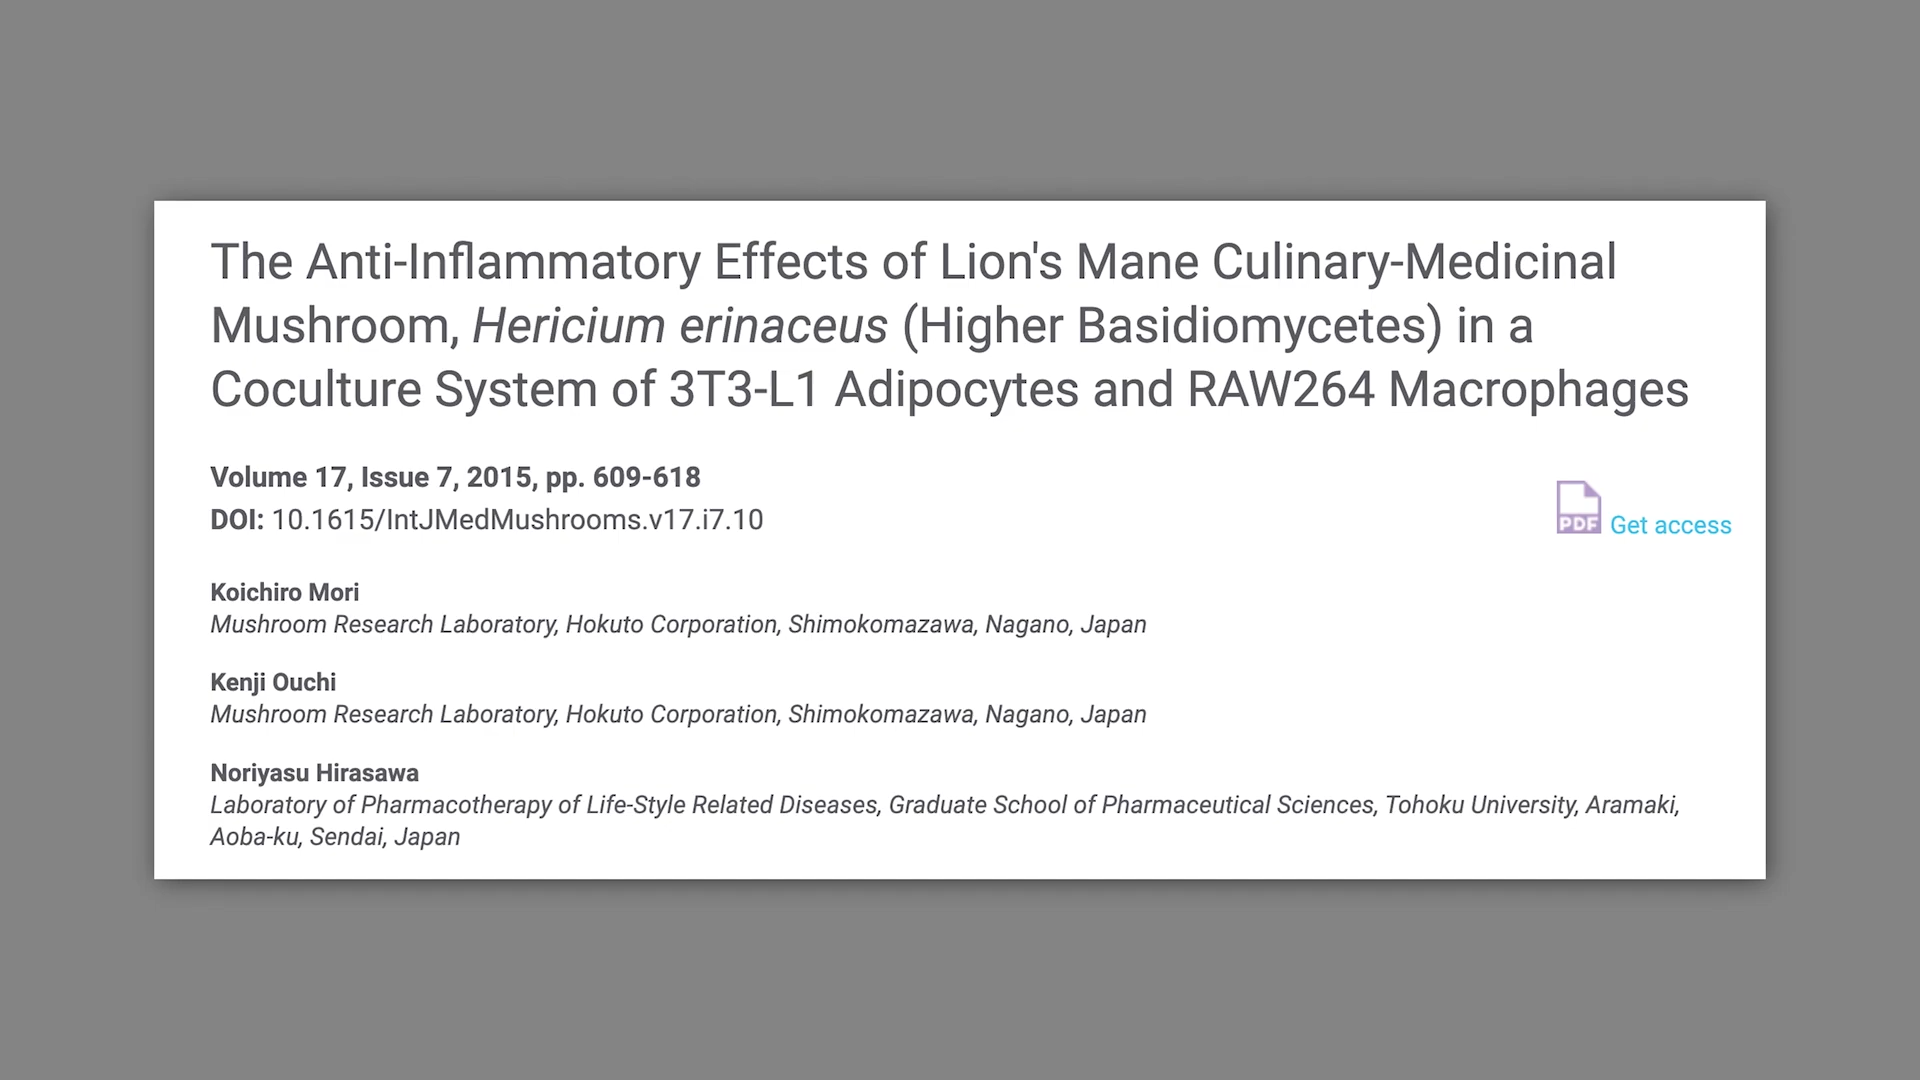 The Anti-Inflammatory Effects of Lion's Mane Culinary-Medicinal
Mushroom, Hericium erinaceus (Higher Basidiomycetes) in a
Coculture System of 3T3-L1 Adipocytes and RAW264 Macrophages
Volume 17, Issue 7, 2015, pp. 609-618
DOI: 10.1615/IntJMedMushrooms.v17.i7.10
PDF Get access
Koichiro Mori
Mushroom Research Laboratory, Hokuto Corporation, Shimokomazawa, Nagano, Japan
Kenji Ouchi
Mushroom Research Laboratory, Hokuto Corporation, Shimokomazawa, Nagano, Japan
Noriyasu Hirasawa
Laboratory of Pharmacotherapy of Life-Style Related Diseases, Graduate School of Pharmaceutical Sciences, Tohoku University, Aramaki,
Aoba-ku, Sendai, Japan